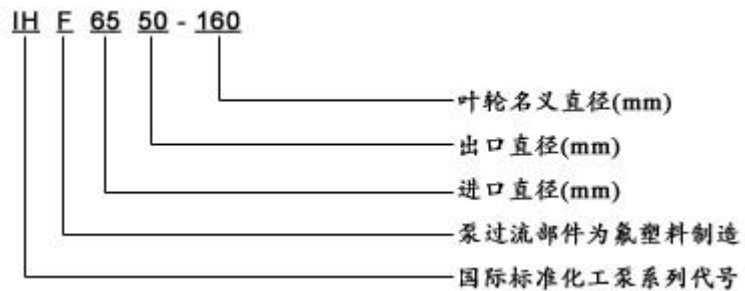 IH F 65 50 - 160
叶轮名义直径(mm)
出口直径(mm)
进口直径(mm)
泵过流部件为氟塑料制造
国际标准化工泵系列代号